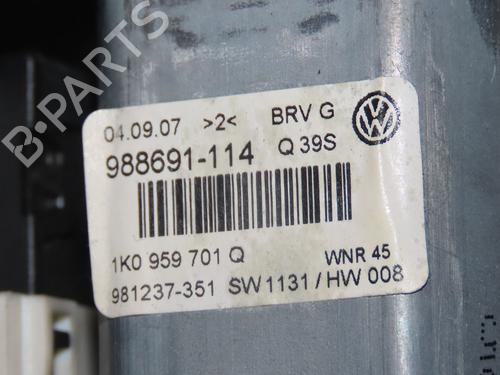 04.09.07 >2< BRV G
988691-114 Q 39S
1K0 959 701 Q WNR 45
981237-351 SW 1131 / HW 008